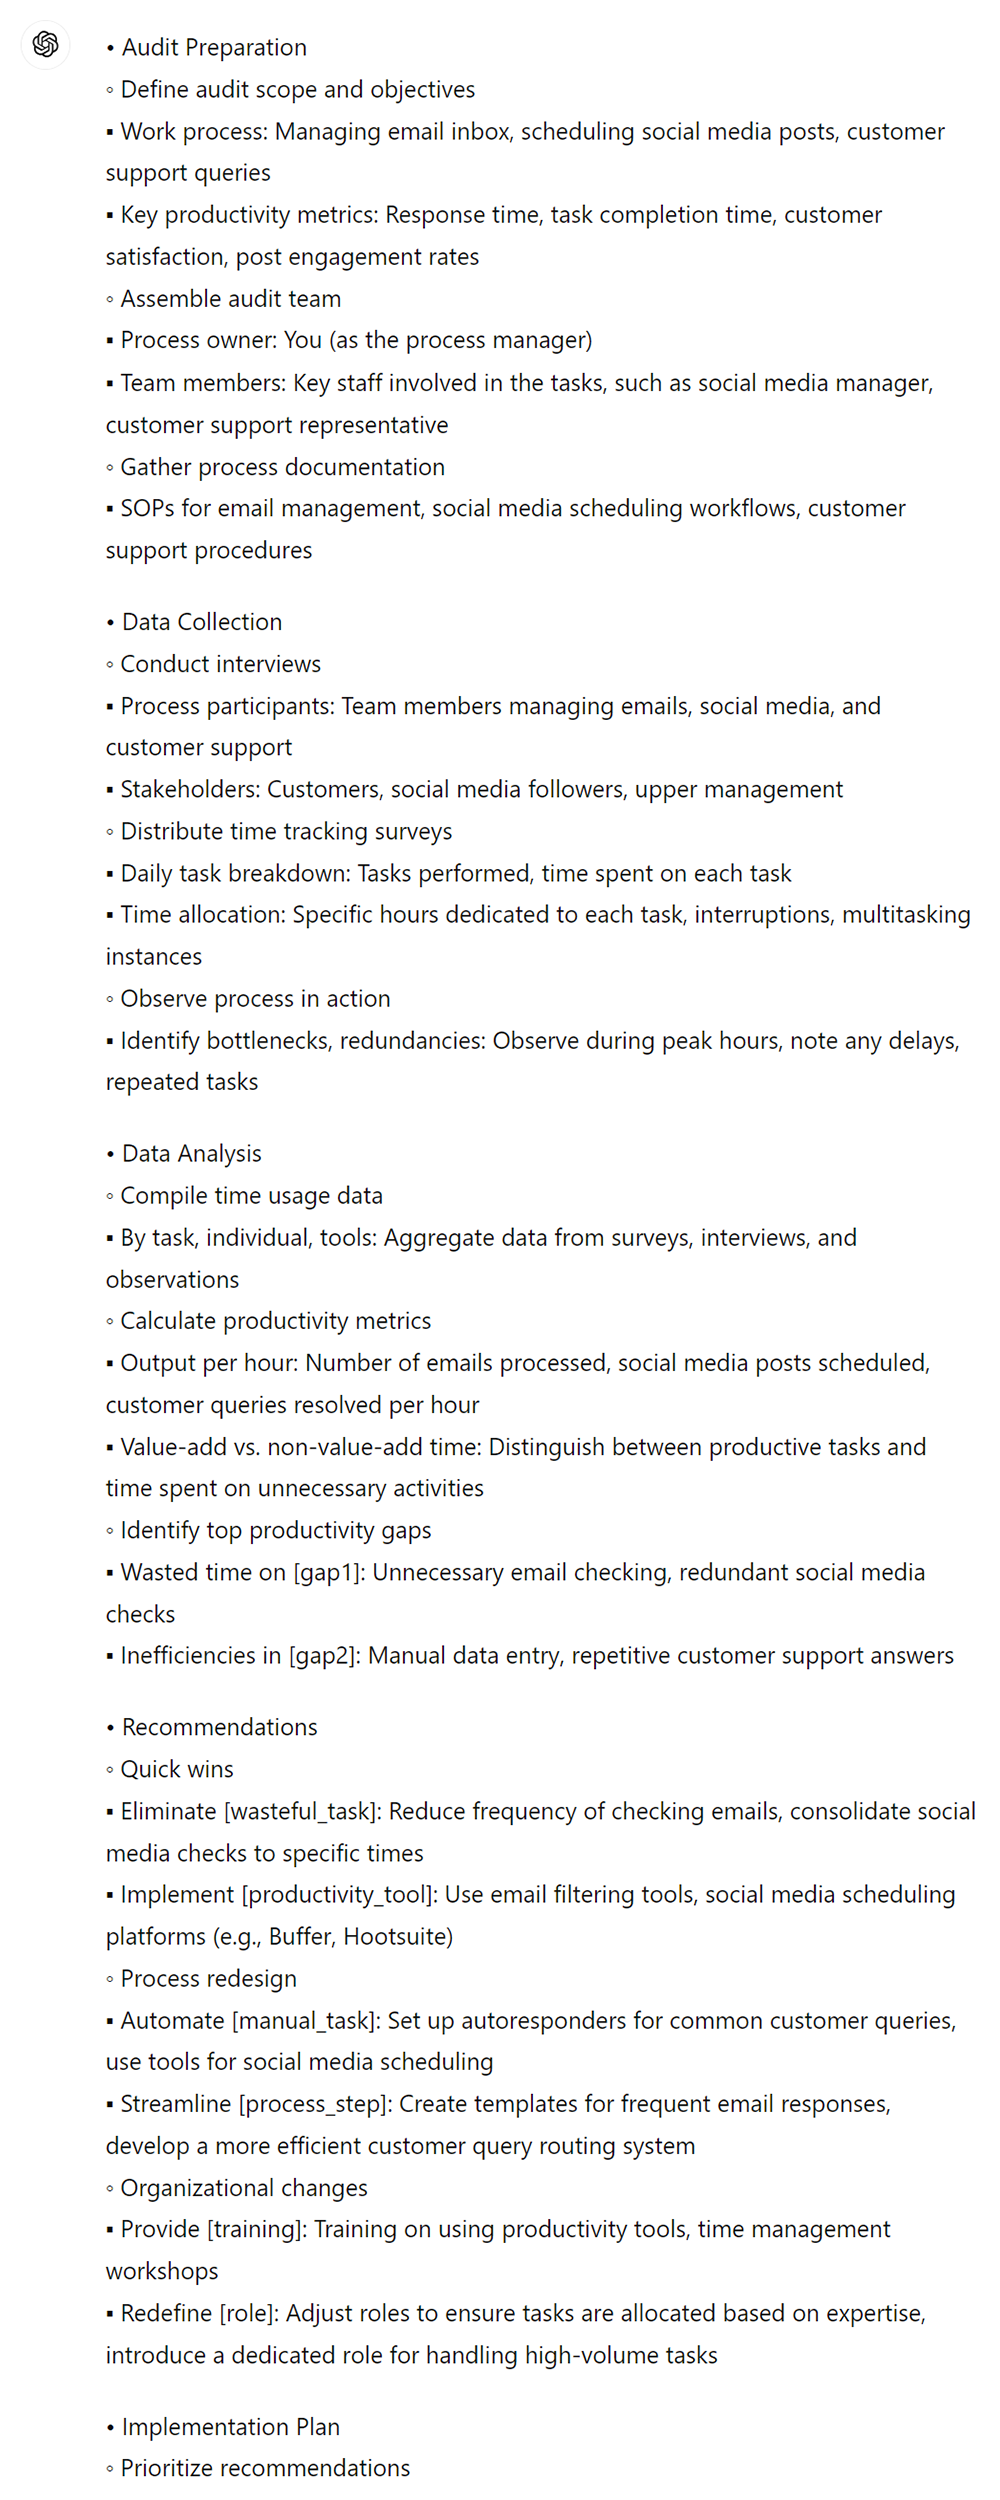 • Audit Preparation
◦ Define audit scope and objectives
▪ Work process: Managing email inbox, scheduling social media posts, customer
support queries
▪ Key productivity metrics: Response time, task completion time, customer
satisfaction, post engagement rates
◦ Assemble audit team
▪ Process owner: You (as the process manager)
▪ Team members: Key staff involved in the tasks, such as social media manager,
customer support representative
◦ Gather process documentation
▪ SOPs for email management, social media scheduling workflows, customer
support procedures
• Data Collection
◦ Conduct interviews
▪ Process participants: Team members managing emails, social media, and
customer support
▪ Stakeholders: Customers, social media followers, upper management
◦ Distribute time tracking surveys
▪ Daily task breakdown: Tasks performed, time spent on each task
▪ Time allocation: Specific hours dedicated to each task, interruptions, multitasking
instances
◦ Observe process in action
▪ Identify bottlenecks, redundancies: Observe during peak hours, note any delays,
repeated tasks
• Data Analysis
◦ Compile time usage data
▪ By task, individual, tools: Aggregate data from surveys, interviews, and
observations
◦ Calculate productivity metrics
▪ Output per hour: Number of emails processed, social media posts scheduled,
customer queries resolved per hour
▪ Value-add vs. non-value-add time: Distinguish between productive tasks and
time spent on unnecessary activities
◦ Identify top productivity gaps
▪ Wasted time on [gap1]: Unnecessary email checking, redundant social media
checks
▪ Inefficiencies in [gap2]: Manual data entry, repetitive customer support answers
• Recommendations
◦ Quick wins
▪ Eliminate [wasteful_task]: Reduce frequency of checking emails, consolidate social
media checks to specific times
▪ Implement [productivity_tool]: Use email filtering tools, social media scheduling
platforms (e.g., Buffer, Hootsuite)
◦ Process redesign
▪ Automate [manual_task]: Set up autoresponders for common customer queries,
use tools for social media scheduling
▪ Streamline [process_step]: Create templates for frequent email responses,
develop a more efficient customer query routing system
◦ Organizational changes
▪ Provide [training]: Training on using productivity tools, time management
workshops
▪ Redefine [role]: Adjust roles to ensure tasks are allocated based on expertise,
introduce a dedicated role for handling high-volume tasks
• Implementation Plan
◦ Prioritize recommendations